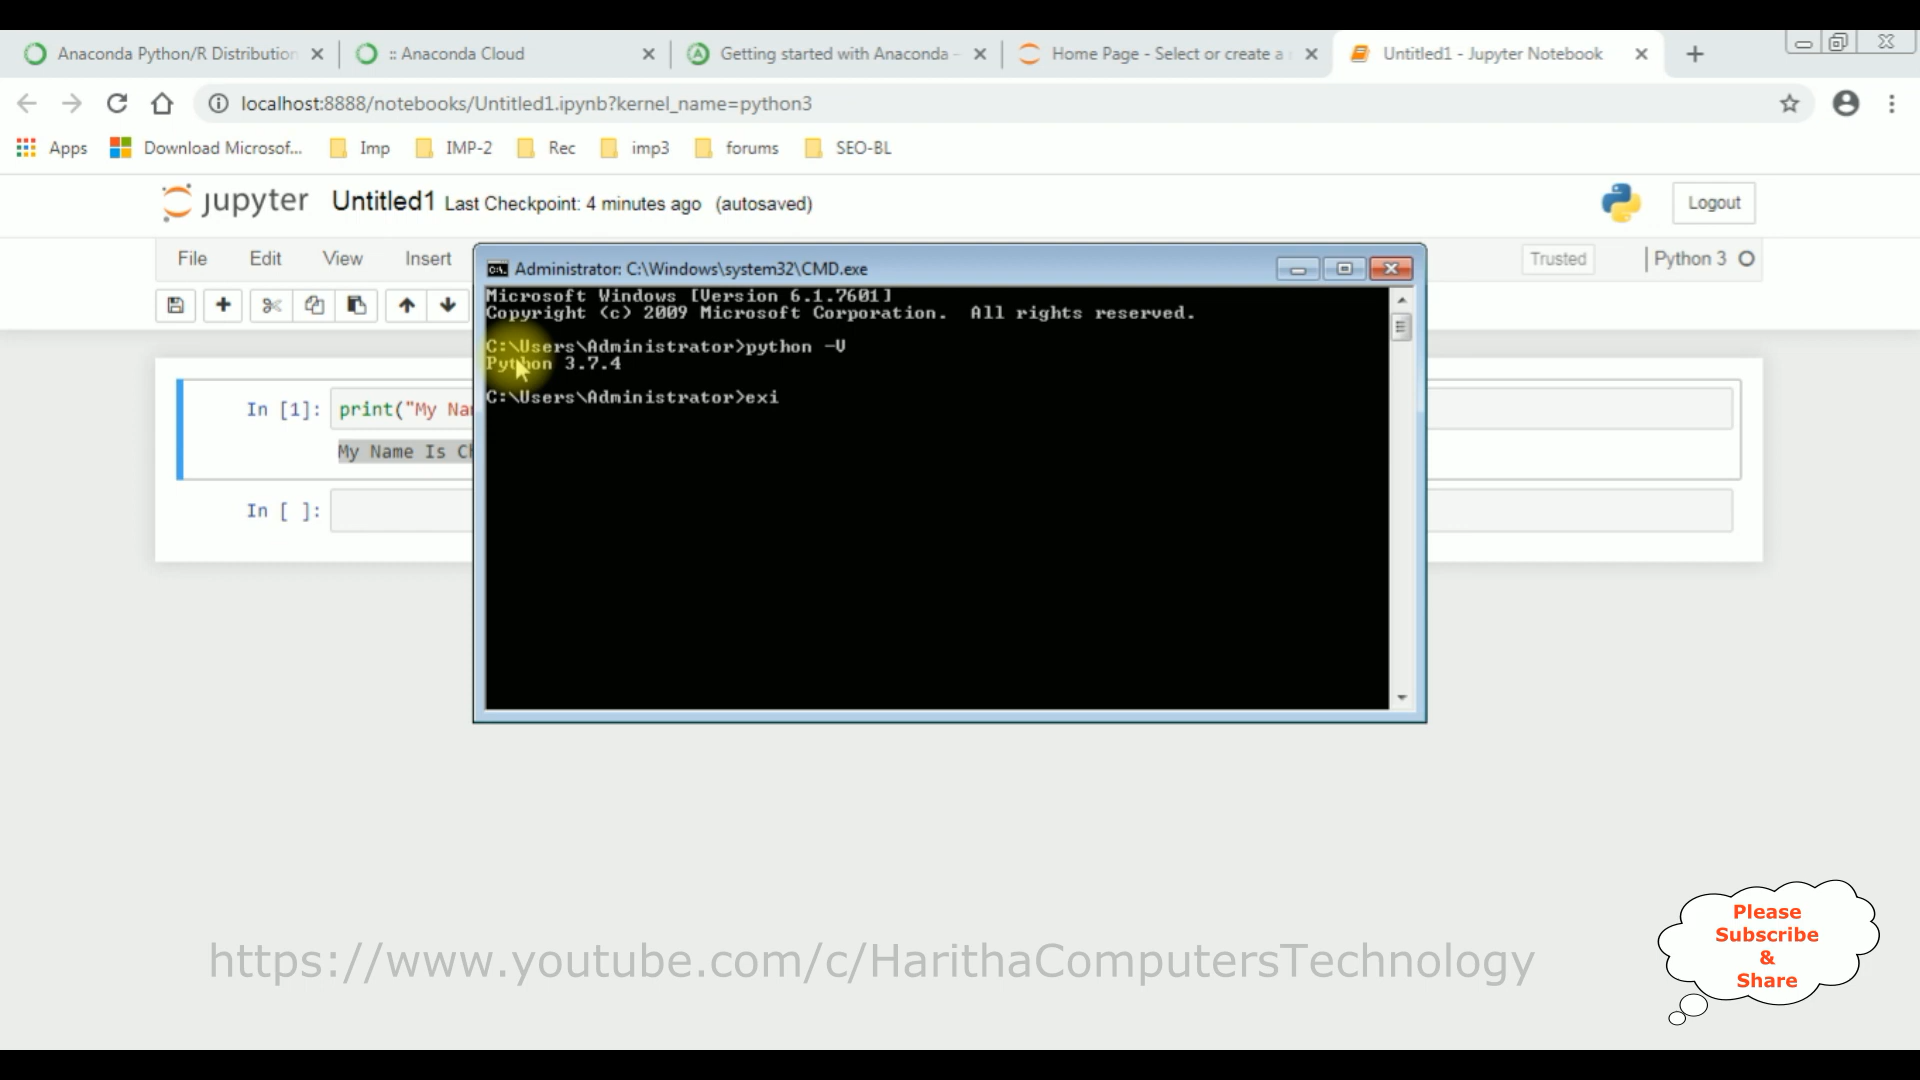 Anaconda Python/R Distribution
:: Anaconda Cloud
Getting started with Anaconda -
Home Page - Select or create a
Untitled1 - Jupyter Notebook
localhost:8888/notebooks/Untitled1.ipynb?kernel_name=python3
Apps
Download Microsof...
Imp
IMP-2
Rec
imp3
forums
SEO-BL
jupyter Untitled1 Last Checkpoint: 4 minutes ago (autosaved)
Logout
File Edit View Insert
Trusted
Python 3
Administrator: C:\Windows\system32\CMD.exe
Microsoft Windows [Version 6.1.7601]
Copyright (c) 2009 Microsoft Corporation.  All rights reserved.
C:\Users\Administrator>python -V
Python 3.7.4
C:\Users\Administrator>exi
In [1]: print("My Na
My Name Is C
In [ ]:
https://www.youtube.com/c/HarithaComputersTechnology
Please
Subscribe
&
Share